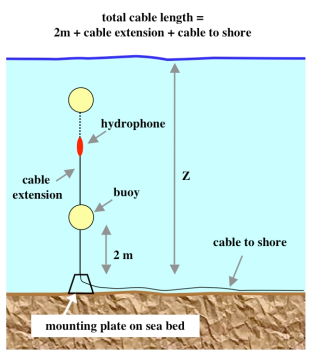 total cable length =
2m + cable extension + cable to shore
hydrophone
cable
extension
Z
buoy
2 m
cable to shore
mounting plate on sea bed